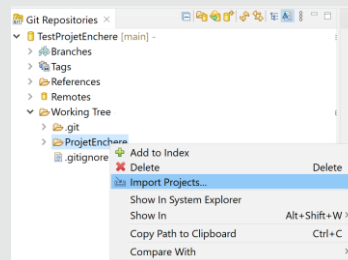 Git Repositories
TestProjetEnchere [main] -
Branches
Tags
References
Remotes
Working Tree
.git
ProjetEnchere
.gitignore
Add to Index
Delete Delete
Import Projects...
Show In System Explorer
Show In Alt+Shift+W
Copy Path to Clipboard Ctrl+C
Compare With